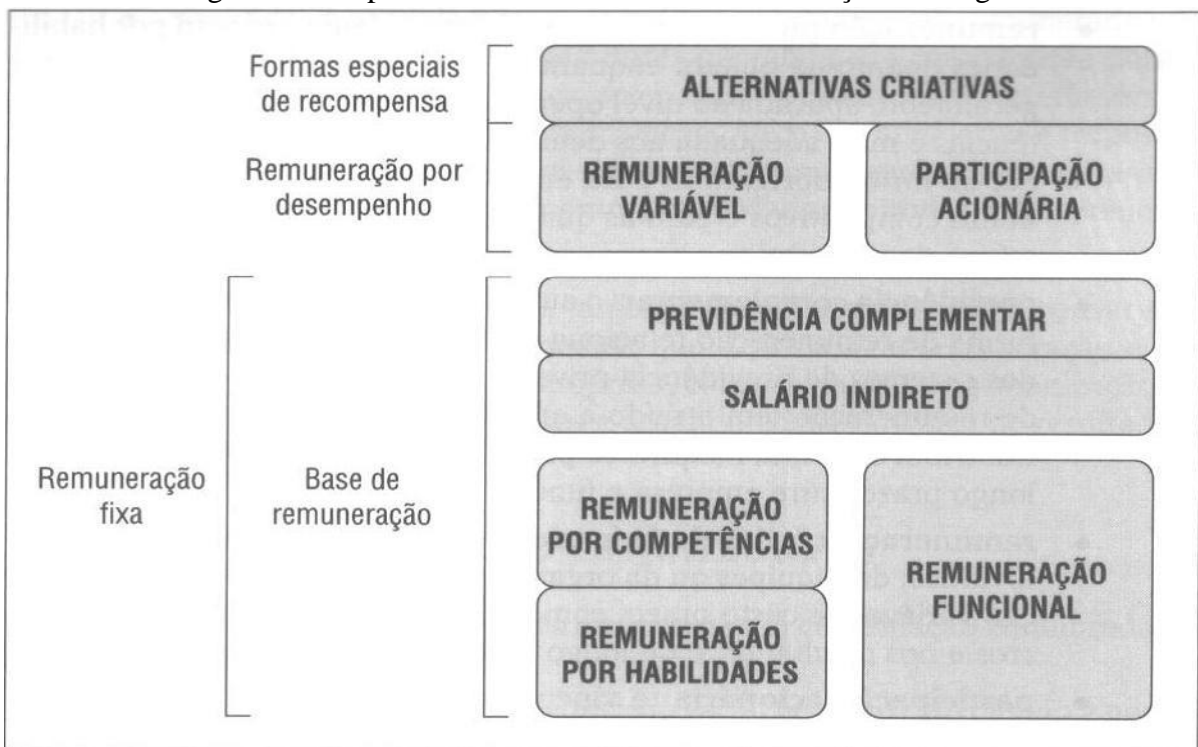 Formas especiais
de recompensa
ALTERNATIVAS CRIATIVAS
Remuneração por
desempenho
REMUNERAÇÃO
VARIÁVEL
PARTICIPAÇÃO
ACIONÁRIA
PREVIDÊNCIA COMPLEMENTAR
SALÁRIO INDIRETO
Remuneração
fixa
Base de
remuneração
REMUNERAÇÃO
POR COMPETÊNCIAS
REMUNERAÇÃO
FUNCIONAL
REMUNERAÇÃO
POR HABILIDADES